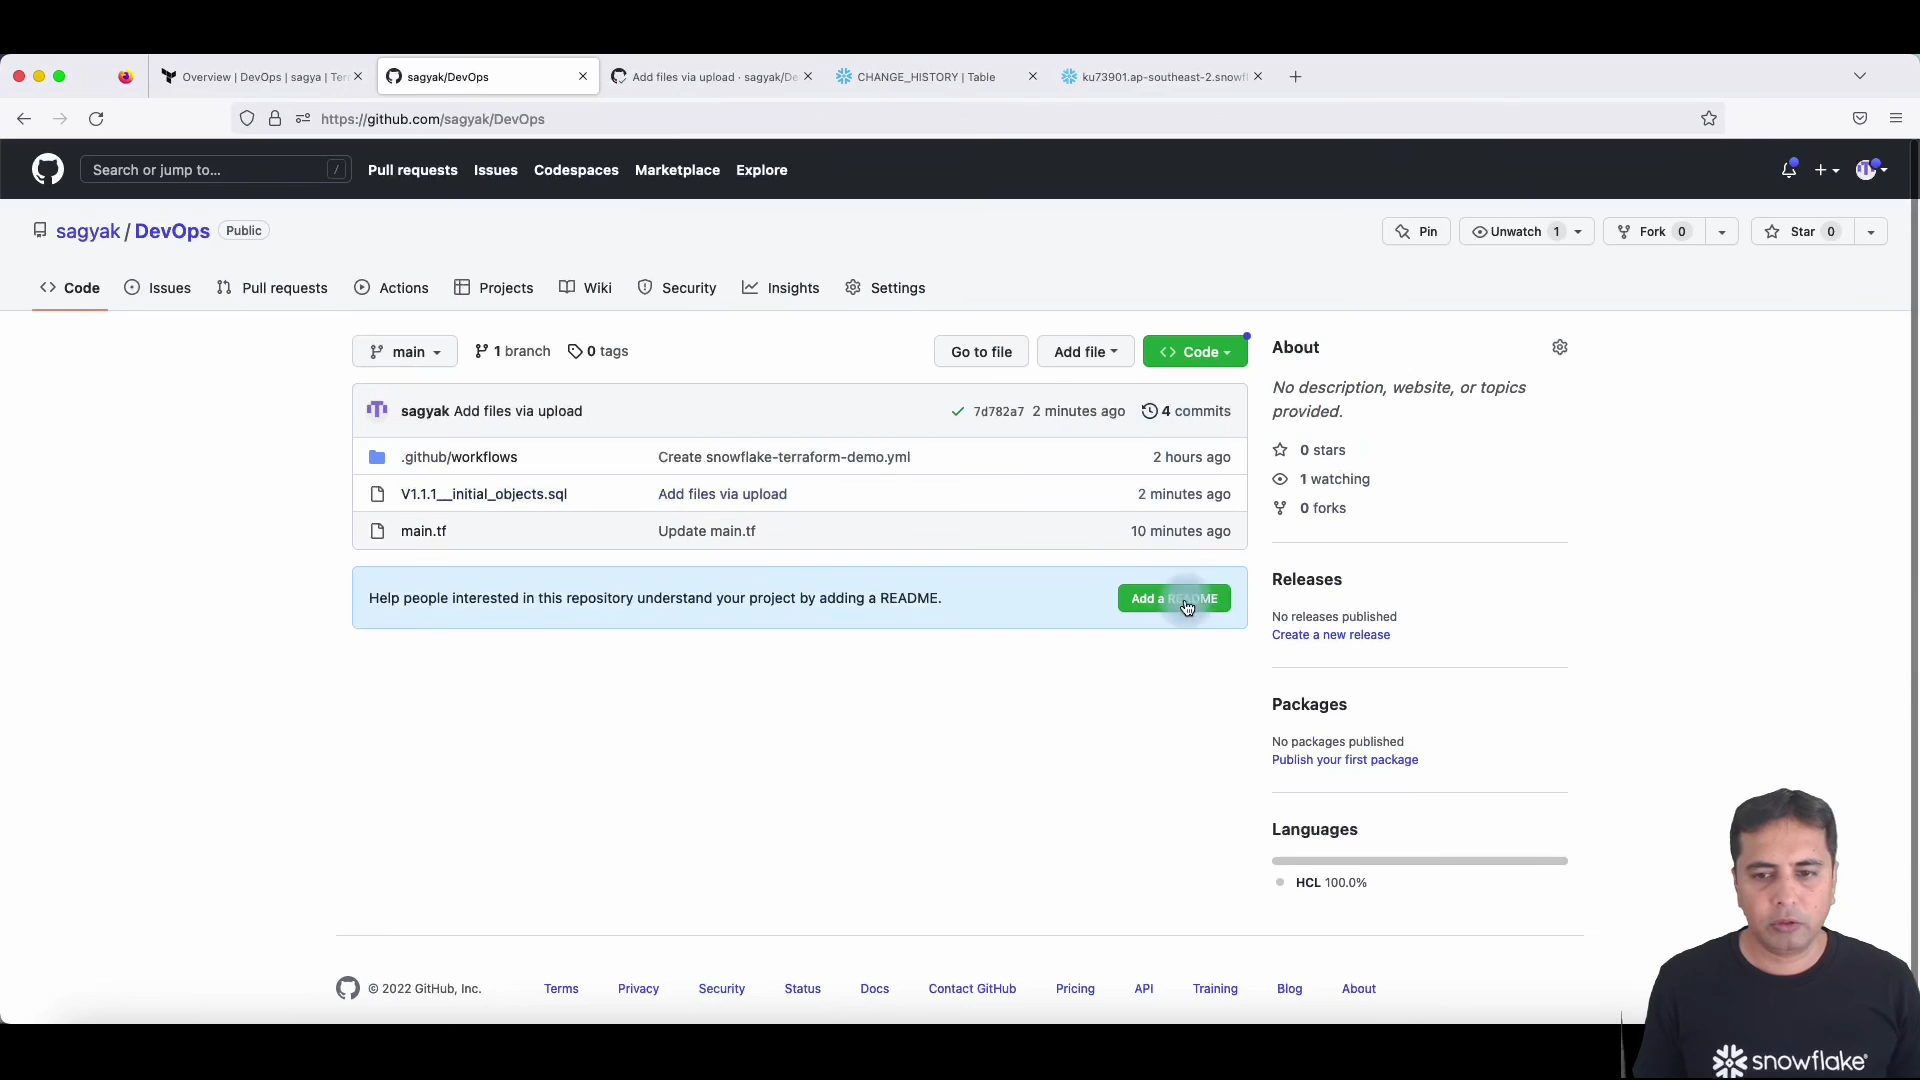 Overview | DevOps | sagya | Ter
sagyak/DevOps
Add files via upload · sagyak/De
CHANGE_HISTORY | Table
ku73901.ap-southeast-2.snowfl
https://github.com/sagyak/DevOps
Search or jump to...
/
Pull requests
Issues
Codespaces
Marketplace
Explore
sagyak / DevOps
Public
Pin
Unwatch 1
Fork 0
Star 0
Code
Issues
Pull requests
Actions
Projects
Wiki
Security
Insights
Settings
main
1 branch
0 tags
Go to file
Add file
Code
sagyak Add files via upload
7d782a7 2 minutes ago
4 commits
.github/workflows
Create snowflake-terraform-demo.yml
2 hours ago
V1.1.1__initial_objects.sql
Add files via upload
2 minutes ago
main.tf
Update main.tf
10 minutes ago
Help people interested in this repository understand your project by adding a README.
Add a README
About
No description, website, or topics
provided.
0 stars
1 watching
0 forks
Releases
No releases published
Create a new release
Packages
No packages published
Publish your first package
Languages
HCL 100.0%
© 2022 GitHub, Inc.
Terms
Privacy
Security
Status
Docs
Contact GitHub
Pricing
API
Training
Blog
About
snowflake®